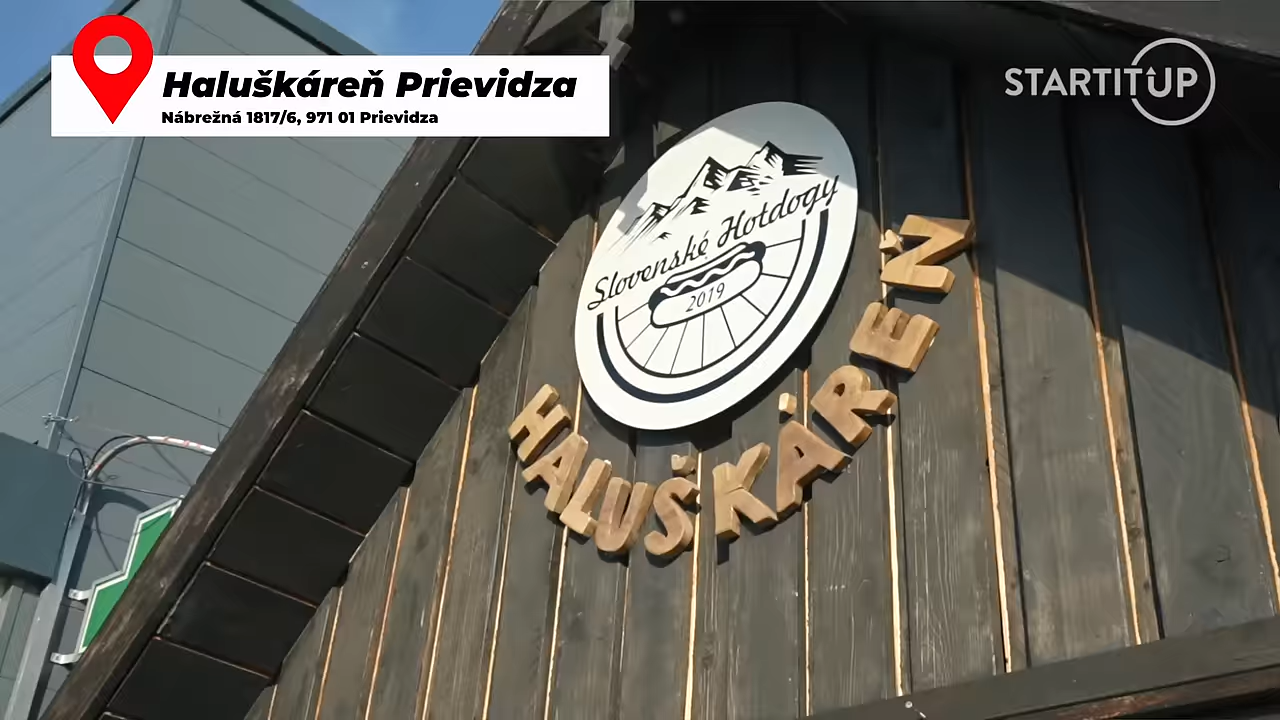 Haluškáreň Prievidza
Nábrežná 1817/6, 971 01 Prievidza
STARTITUP
Slovenské Hotdogy
2019
HALUŠKÁREŇ